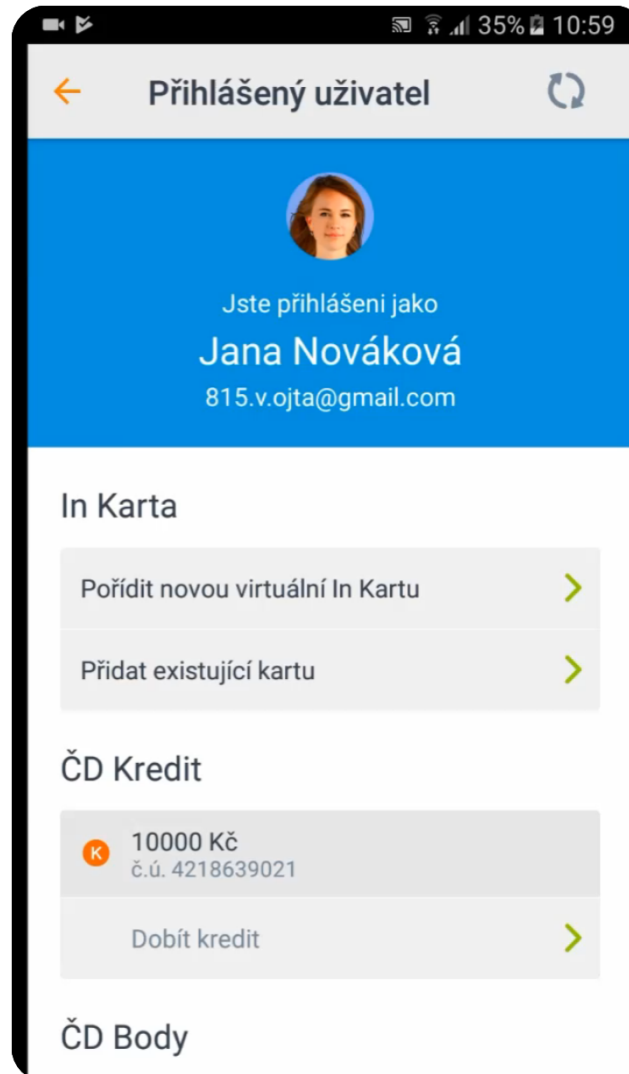 35% 10:59
Přihlášený uživatel
Jste přihlášeni jako
Jana Nováková
815.v.ojta@gmail.com
In Karta
Pořídit novou virtuální In Kartu
Přidat existující kartu
ČD Kredit
K
10000 Kč
č.ú. 4218639021
Dobít kredit
ČD Body